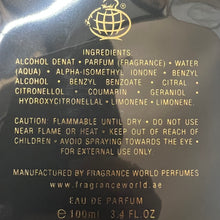 INGREDIENTS:
ALCOHOL DENAT • PARFUM (FRAGRANCE) • WATER
(AQUA) • ALPHA-ISOMETHYL IONONE • BENZYL
ALCOHOL • BENZYL BENZOATE • CITRAL •
CITRONELLOL • COUMARIN • GERANIOL
HYDROXYCITRONELLAL • LIMONENE • LIMONENE.
CAUTION: FLAMMABLE UNTIL DRY • DO NOT USE
NEAR FLAME OR HEAT • KEEP OUT OF REACH OF
CHILDREN • AVOID SPRAYING TOWARDS THE EYE •
FOR EXTERNAL USE ONLY
MANUFACTURED BY FRAGRANCE WORLD PERFUMES
www.fragranceworld.ae
EAU DE PARFUM
100ml 3.4 FL.OZ.